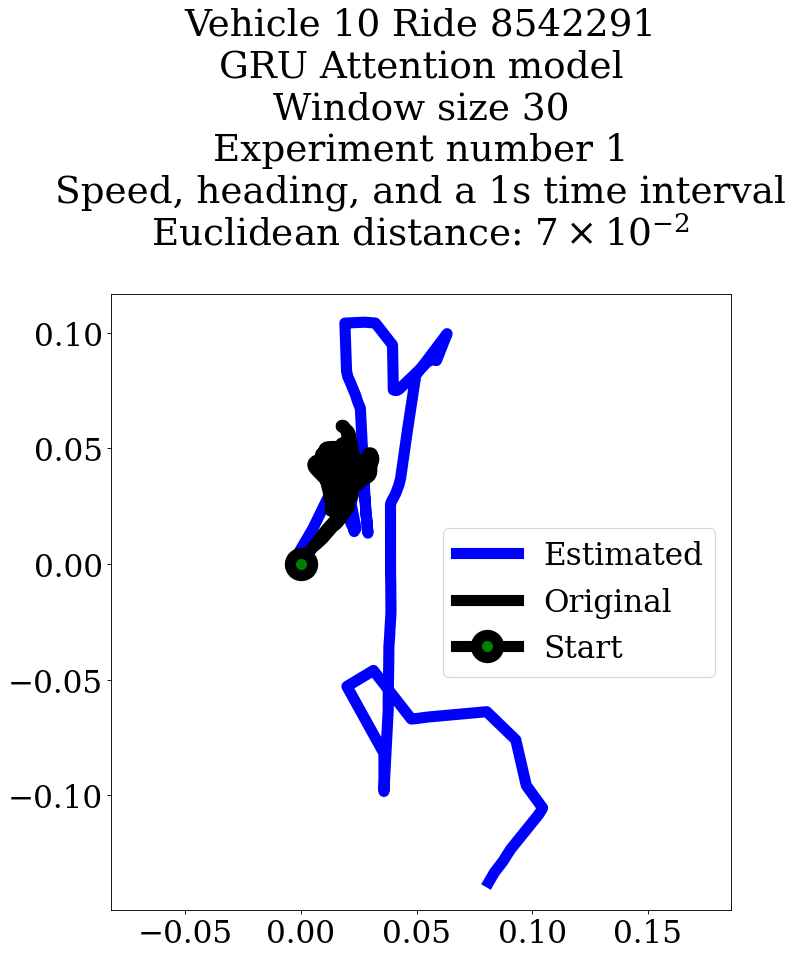 Vehicle 10 Ride 8542291
GRU Attention model
Window size 30
Experiment number 1
Speed, heading, and a 1s time interval
Euclidean distance: 7 × 10⁻²
0.10
0.05
0.00
−0.05
−0.10
Estimated
Original
Start
−0.05 0.00 0.05 0.10 0.15